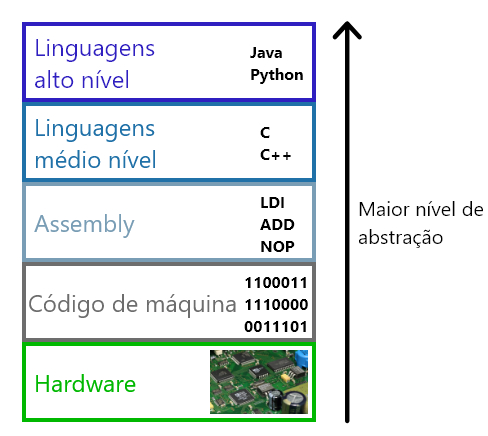 Linguagens
alto nível
Java
Python
Linguagens
médio nível
C
C++
Assembly
LDI
ADD
NOP
Código de máquina
1100011
1110000
0011101
Hardware
Maior nível de
abstração